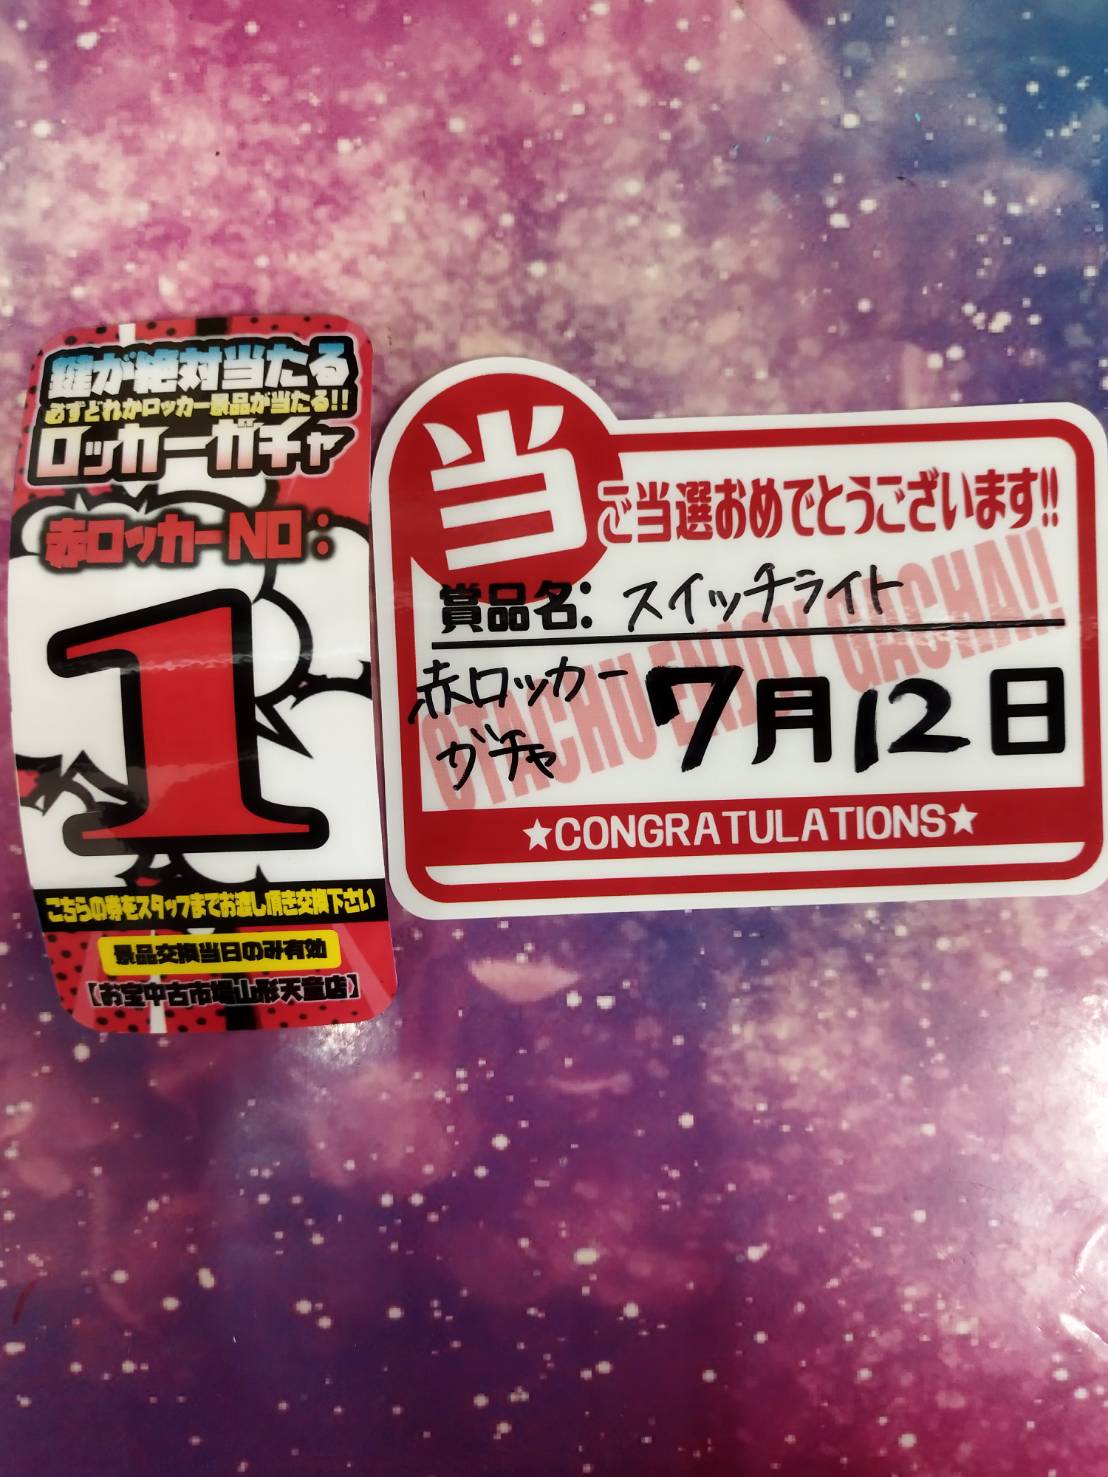 鍵が絶対当たる
必ずどれかロッカー景品が当たる!!
ロッカーガチャ
赤ロッカーNO:
1
こちらの券をスタッフまでお渡し頂き交換下さい
景品交換当日のみ有効
【お宝中古市場山形天童店】
当
ご当選おめでとうございます!!
賞品名: スイッチライト
赤ロッカー
ガチャ
7月12日
OTACHU ENJOY GACHA!!
★CONGRATULATIONS★